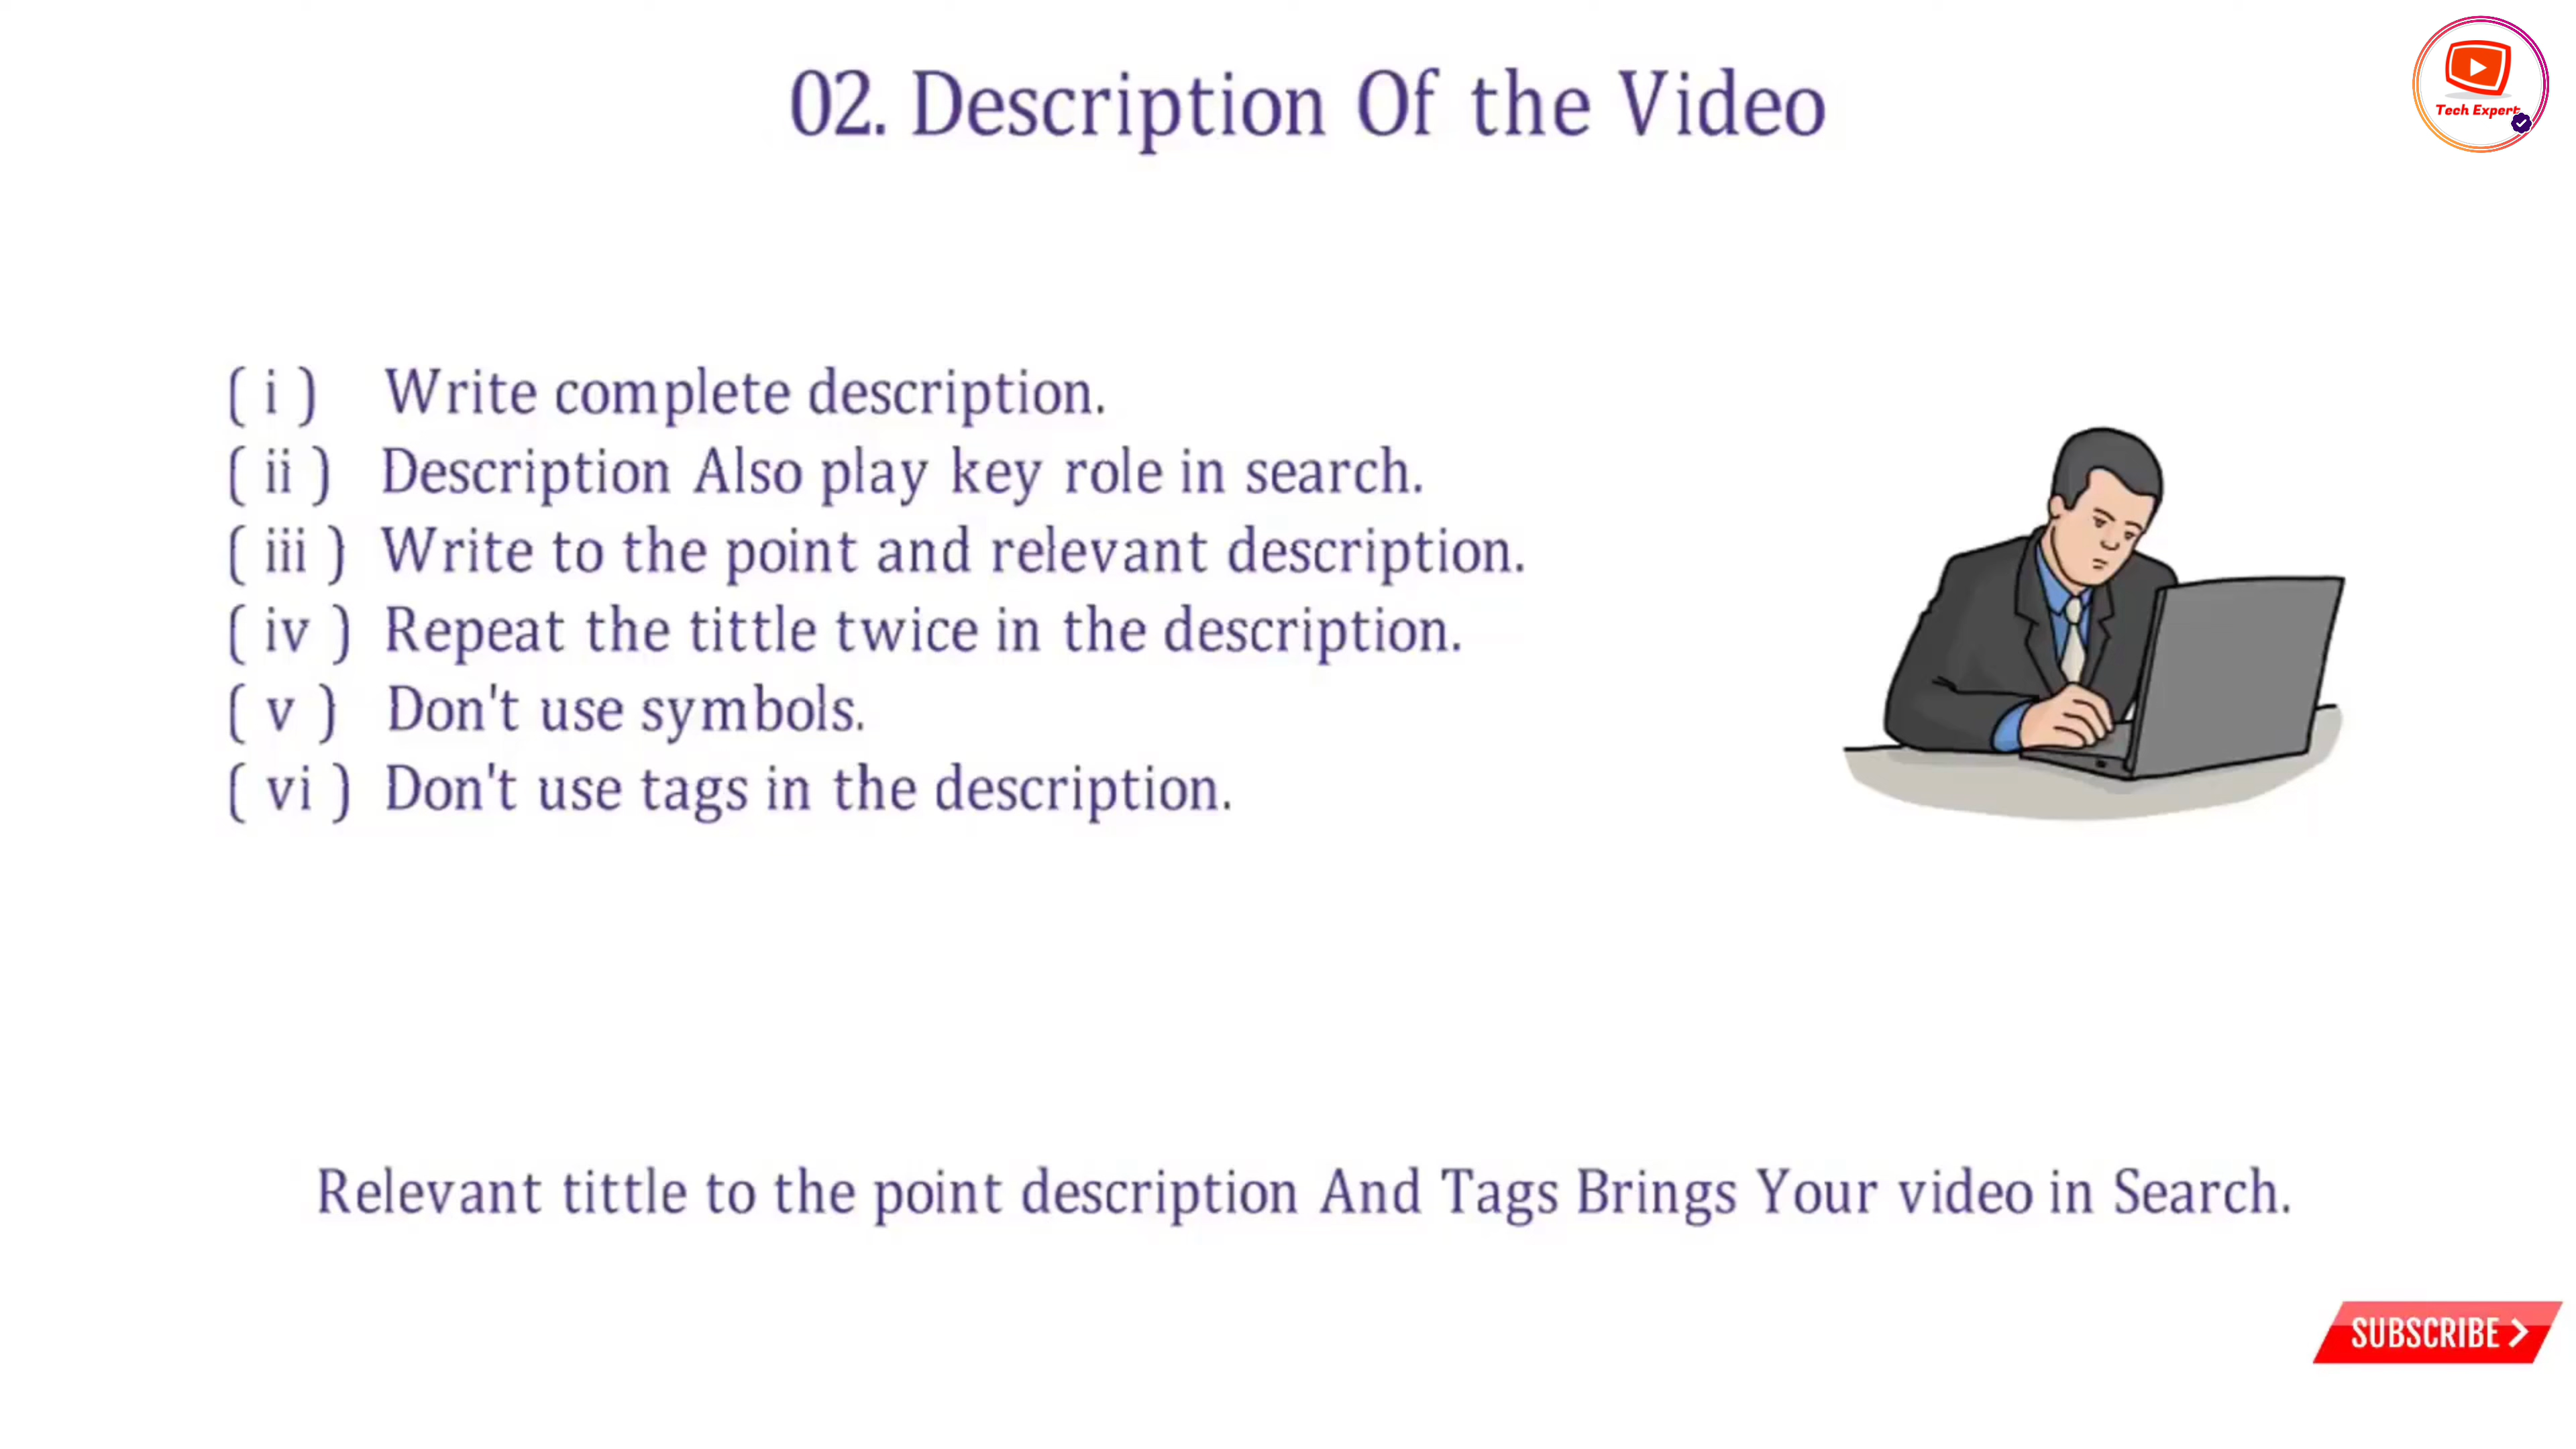 02. Description Of the Video
Tech Expert
( i ) Write complete description.
( ii ) Description Also play key role in search.
( iii ) Write to the point and relevant description.
( iv ) Repeat the tittle twice in the description.
( v ) Don't use symbols.
( vi ) Don't use tags in the description.
Relevant tittle to the point description And Tags Brings Your video in Search.
SUBSCRIBE >